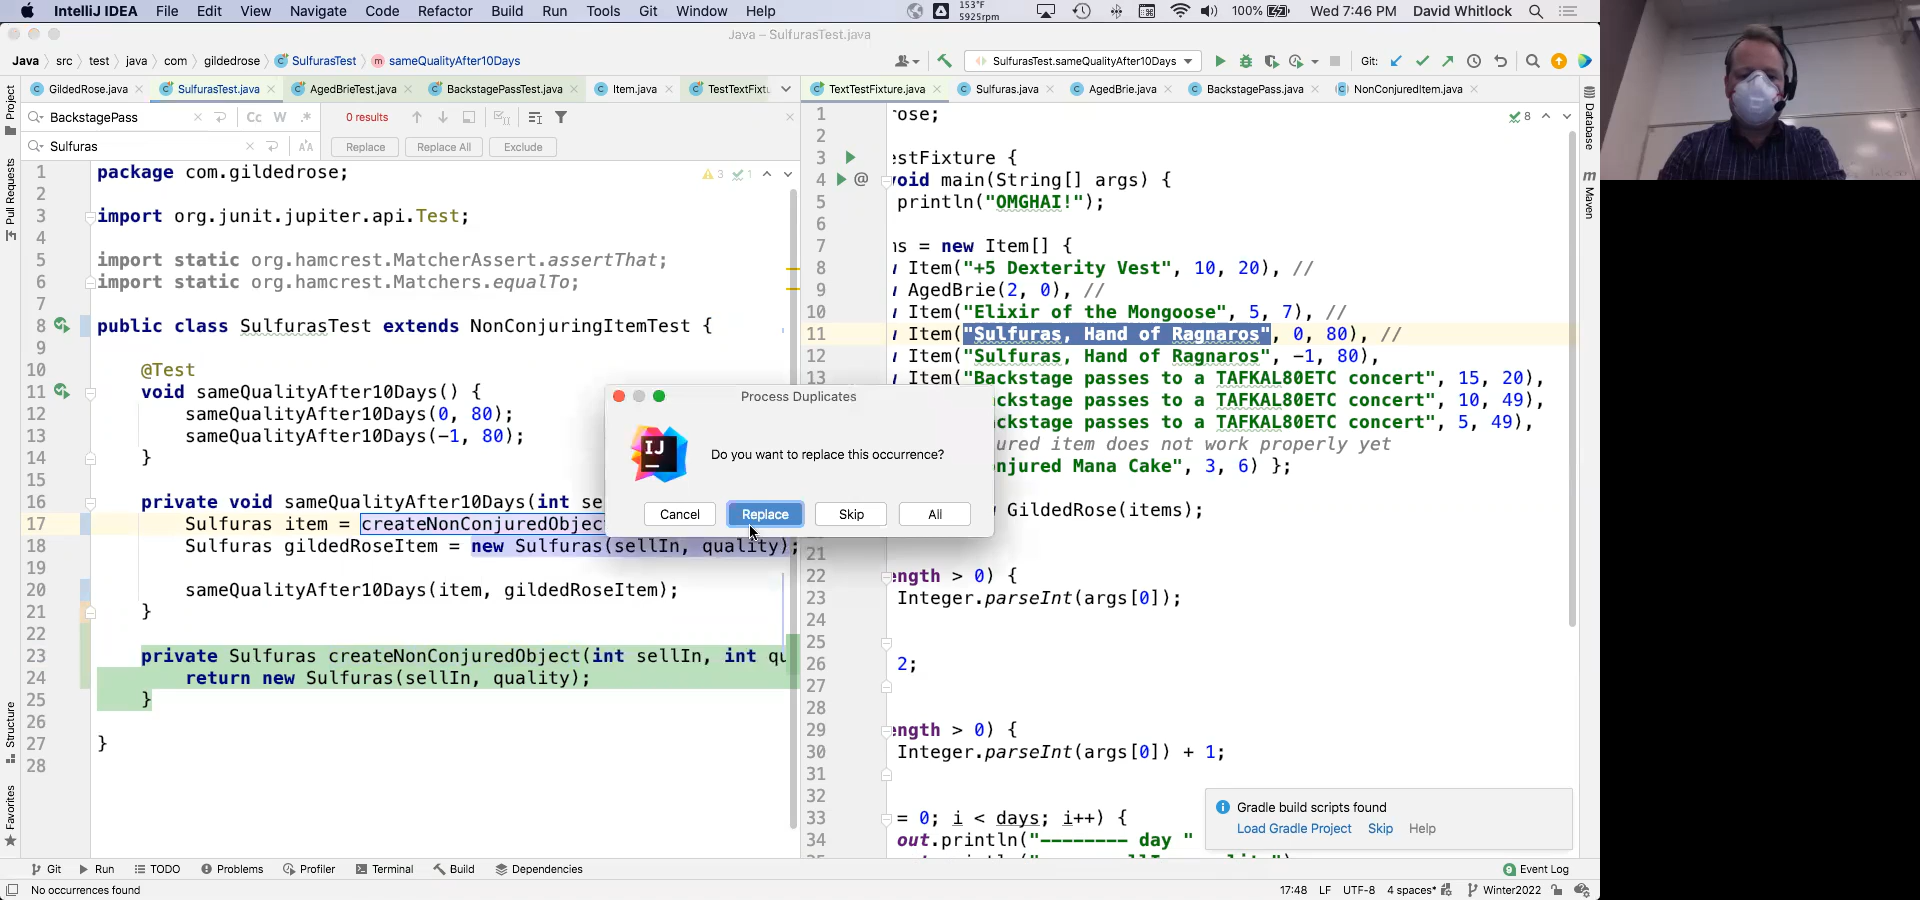 IntelliJ IDEA File Edit View Navigate Code Refactor Build Run Tools Git Window Help 153°F 5925rpm 100% Wed 7:46 PM David Whitlock
Java – SulfurasTest.java
Java src test java com gildedrose SulfurasTest sameQualityAfter10Days SulfurasTest.sameQualityAfter10Days Git:
GildedRose.java SulfurasTest.java AgedBrieTest.java BackstagePassTest.java Item.java TestTextFixtu TextTestFixture.java Sulfuras.java AgedBrie.java BackstagePass.java NonConjuredItem.java
BackstagePass Cc W .* 0 results
Sulfuras Replace Replace All Exclude
Project
Pull Requests
Structure
Favorites
1 package com.gildedrose;
2
3 import org.junit.jupiter.api.Test;
4
5 import static org.hamcrest.MatcherAssert.assertThat;
6 import static org.hamcrest.Matchers.equalTo;
7
8 public class SulfurasTest extends NonConjuringItemTest {
9
10 @Test
11 void sameQualityAfter10Days() {
12 sameQualityAfter10Days(0, 80);
13 sameQualityAfter10Days(-1, 80);
14 }
15
16 private void sameQualityAfter10Days(int se
17 Sulfuras item = createNonConjuredObjec
18 Sulfuras gildedRoseItem = new Sulfuras(sellIn, quality);
19
20 sameQualityAfter10Days(item, gildedRoseItem);
21 }
22
23 private Sulfuras createNonConjuredObject(int sellIn, int qu
24 return new Sulfuras(sellIn, quality);
25 }
26
27 }
28
3 1
Process Duplicates
Do you want to replace this occurrence?
Cancel Replace Skip All
8
1 rose;
2
3 estFixture {
4 @ void main(String[] args) {
5 println("OMGHAI!");
6
7 ms = new Item[] {
8 Item("+5 Dexterity Vest", 10, 20), //
9 AgedBrie(2, 0), //
10 Item("Elixir of the Mongoose", 5, 7), //
11 Item("Sulfuras, Hand of Ragnaros", 0, 80), //
12 Item("Sulfuras, Hand of Ragnaros", -1, 80),
13 Item("Backstage passes to a TAFKAL80ETC concert", 15, 20),
ckstage passes to a TAFKAL80ETC concert", 10, 49),
ckstage passes to a TAFKAL80ETC concert", 5, 49),
ured item does not work properly yet
njured Mana Cake", 3, 6) };
GildedRose(items);
21
22 ength > 0) {
23 Integer.parseInt(args[0]);
24
25
26 2;
27
28
29 ength > 0) {
30 Integer.parseInt(args[0]) + 1;
31
32
33 = 0; i < days; i++) {
34 out.println("-------- day "
Database
Maven
Gradle build scripts found
Load Gradle Project Skip Help
Git Run TODO Problems Profiler Terminal Build Dependencies 9 Event Log
No occurrences found 17:48 LF UTF-8 4 spaces* Winter2022